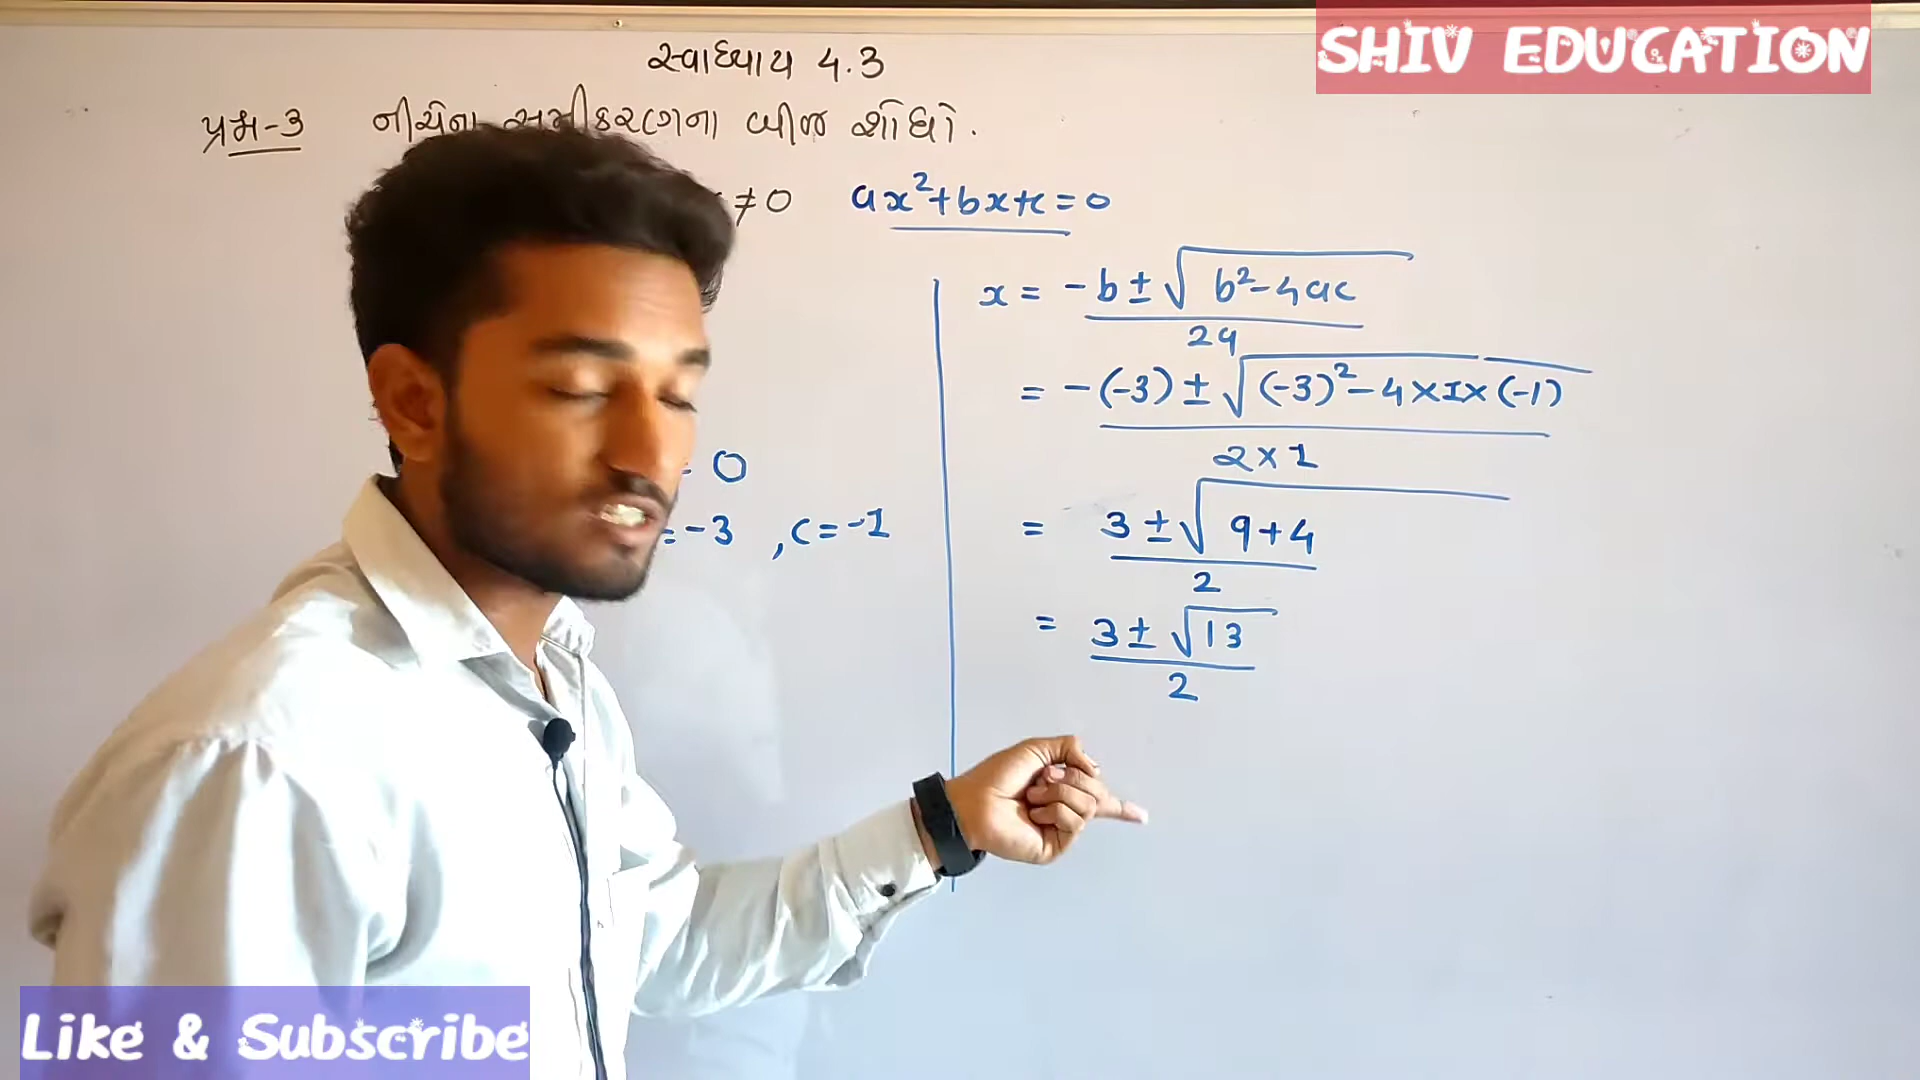 SHIV EDUCATION
સ્વાધ્યાય 4.3
પ્રશ્ન-3 નીચેના સમીકરણના બીજ શોધો.
≠0 ax²+bx+c=0
= 0
=-3 , c=-1
x = -b±√b²-4ac
2a
= -(-3)±√(-3)²-4×1×(-1)
2×1
= 3±√9+4
2
= 3±√13
2
Like & Subscribe